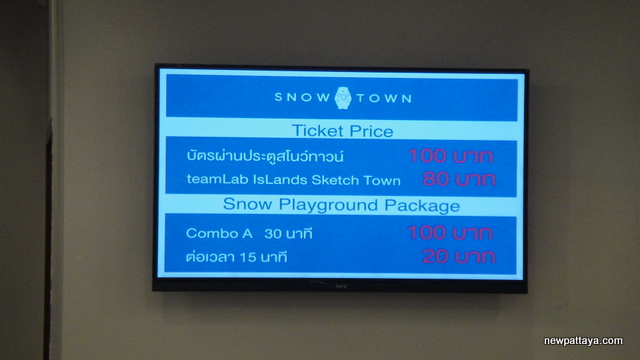 SNOW TOWN
Ticket Price
บัตรผ่านประตูสโนว์ทาวน์ 100 บาท
teamLab IsLands Sketch Town 80 บาท
Snow Playground Package
Combo A 30 นาที 100 บาท
ต่อเวลา 15 นาที 20 บาท
newpattaya.com